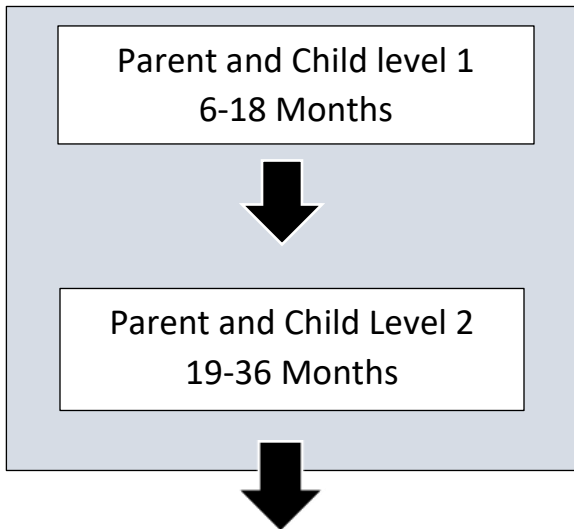 Parent and Child level 1
6-18 Months
Parent and Child Level 2
19-36 Months